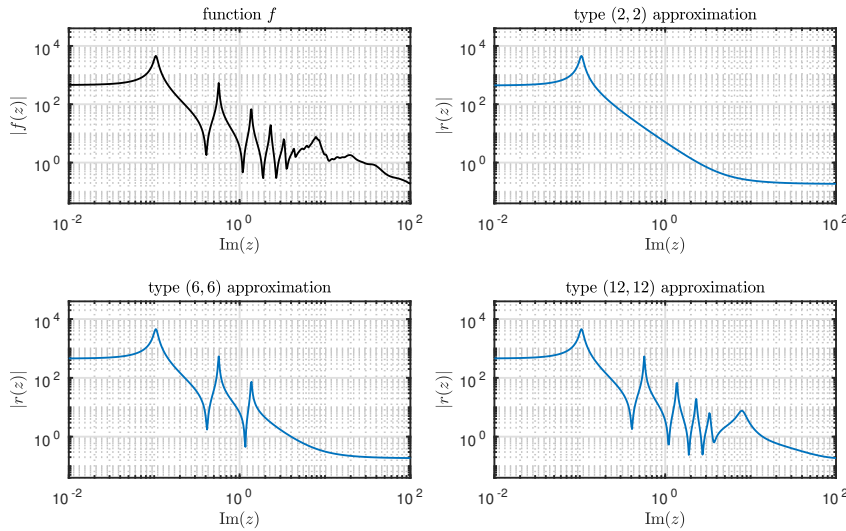 function f
type (2, 2) approximation
|f(z)|
10^4
10^2
10^0
10^-2
10^0
10^2
Im(z)
|r(z)|
10^4
10^2
10^0
10^-2
10^0
10^2
Im(z)
type (6, 6) approximation
type (12, 12) approximation
|r(z)|
10^4
10^2
10^0
10^-2
10^0
10^2
Im(z)
|r(z)|
10^4
10^2
10^0
10^-2
10^0
10^2
Im(z)